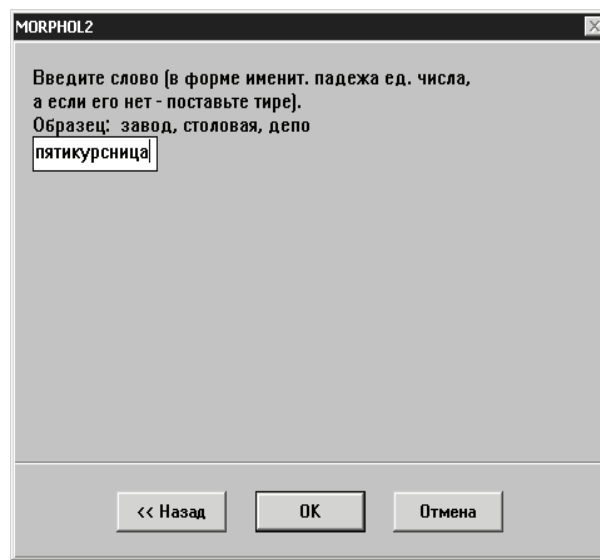 MORPHOL2
Введите слово (в форме именит. падежа ед. числа,
а если его нет - поставьте тире).
Образец: завод, столовая, депо
пятикурсница
<< Назад
OK
Отмена